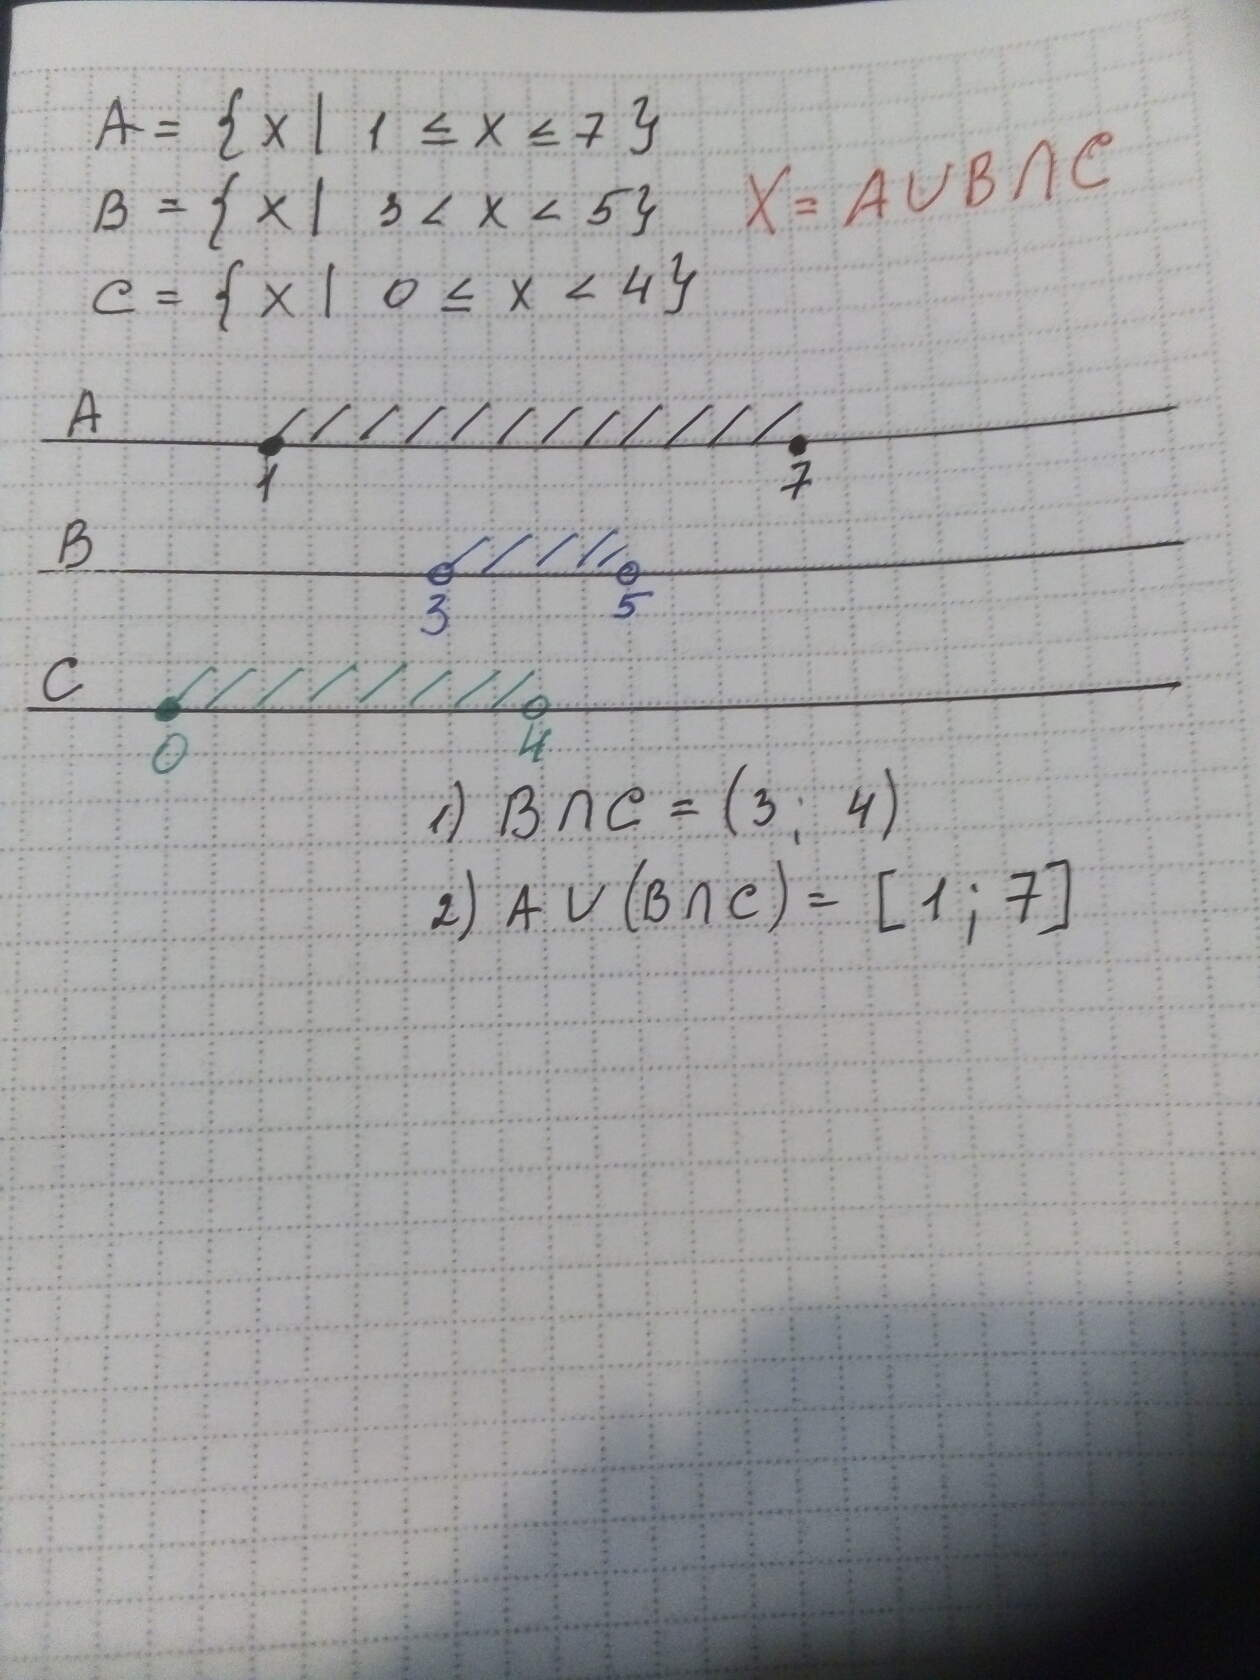 A = { x | 1 ≤ x ≤ 7}
B = { x | 3 < x < 5}
X = A ∪ B ∩ C
C = { x | 0 ≤ x < 4}
A
1 7
B
3 5
C
0 4
1) B ∩ C = (3; 4)
2) A ∪ (B ∩ C) = [1; 7]